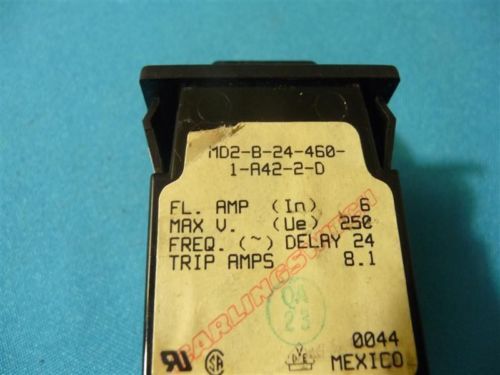 MD2-B-24-460-
1-A42-2-D
FL. AMP (In) 6
MAX V. (Ue) 250
FREQ. (~) DELAY 24
TRIP AMPS 8.1
CARLINGSWITCH
QA
23
0044
MEXICO